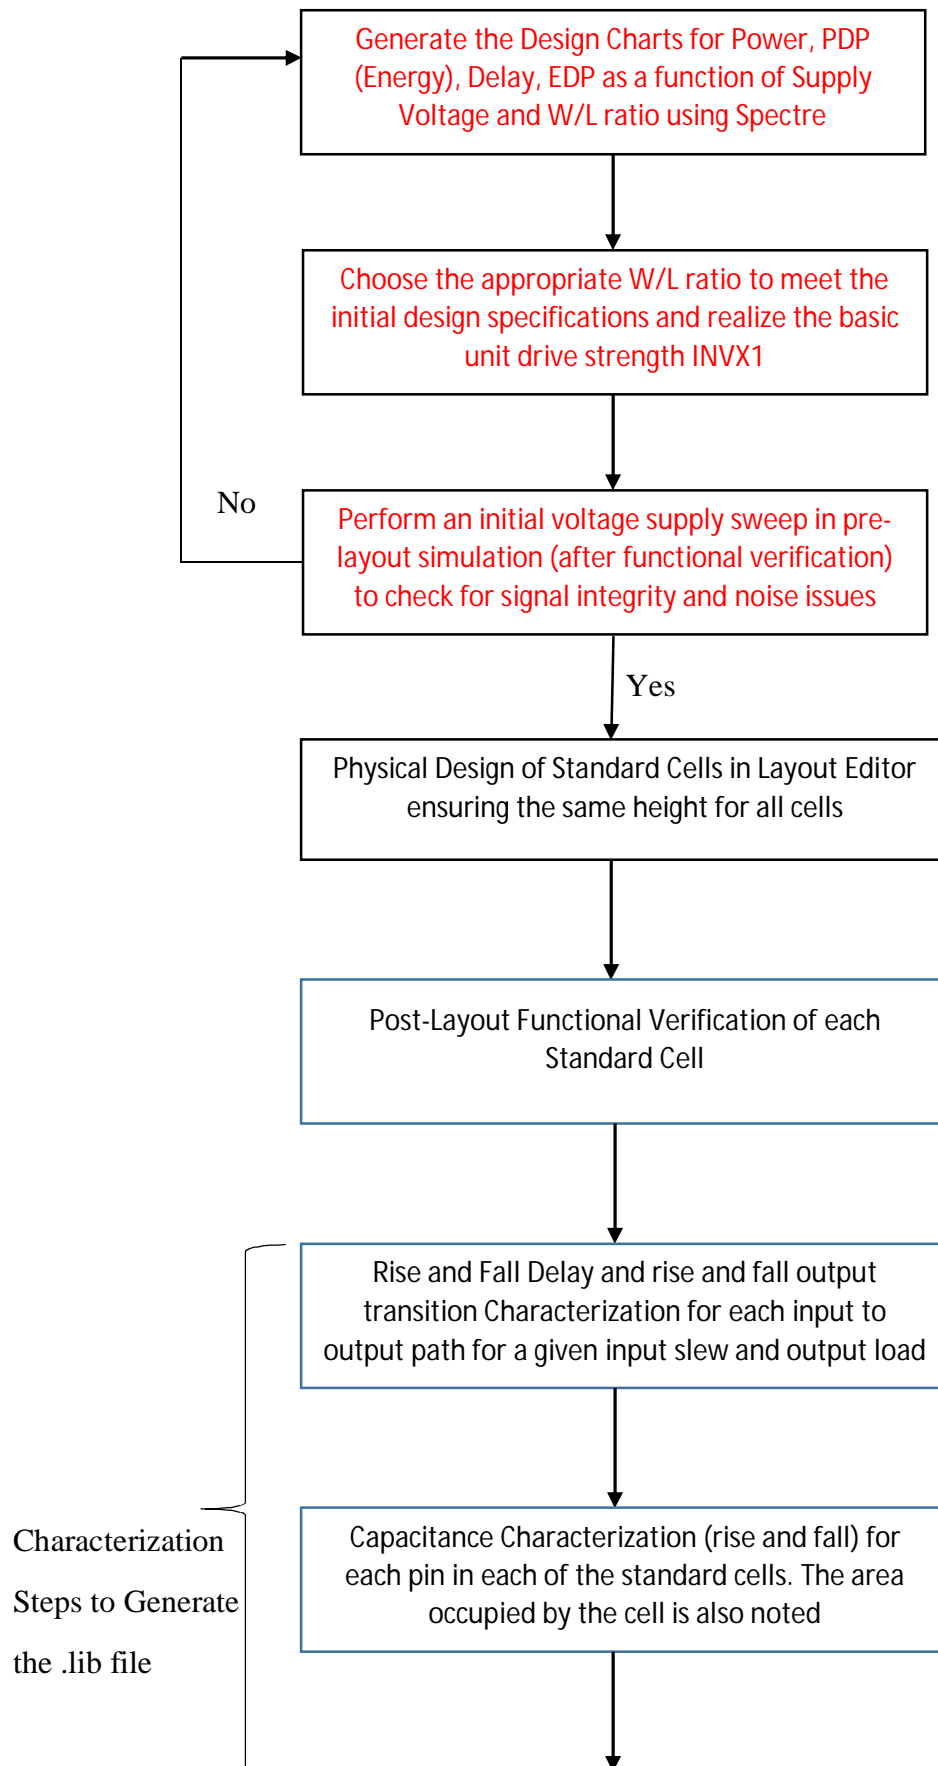 Generate the Design Charts for Power, PDP
(Energy), Delay, EDP as a function of Supply
Voltage and W/L ratio using Spectre
Choose the appropriate W/L ratio to meet the
initial design specifications and realize the basic
unit drive strength INVX1
No
Perform an initial voltage supply sweep in pre-
layout simulation (after functional verification)
to check for signal integrity and noise issues
Yes
Physical Design of Standard Cells in Layout Editor
ensuring the same height for all cells
Post-Layout Functional Verification of each
Standard Cell
Rise and Fall Delay and rise and fall output
transition Characterization for each input to
output path for a given input slew and output load
Characterization
Steps to Generate
the .lib file
Capacitance Characterization (rise and fall) for
each pin in each of the standard cells. The area
occupied by the cell is also noted